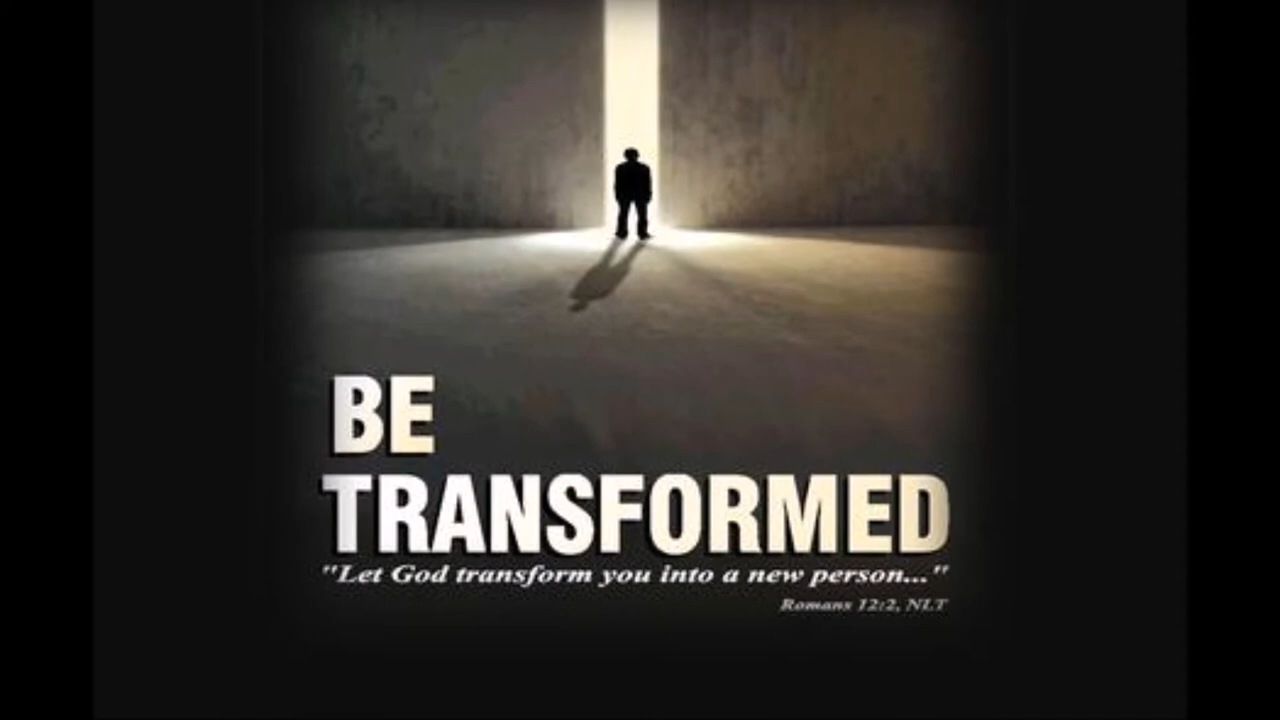 BE
TRANSFORMED
"Let God transform you into a new person..."
Romans 12:2, NLT